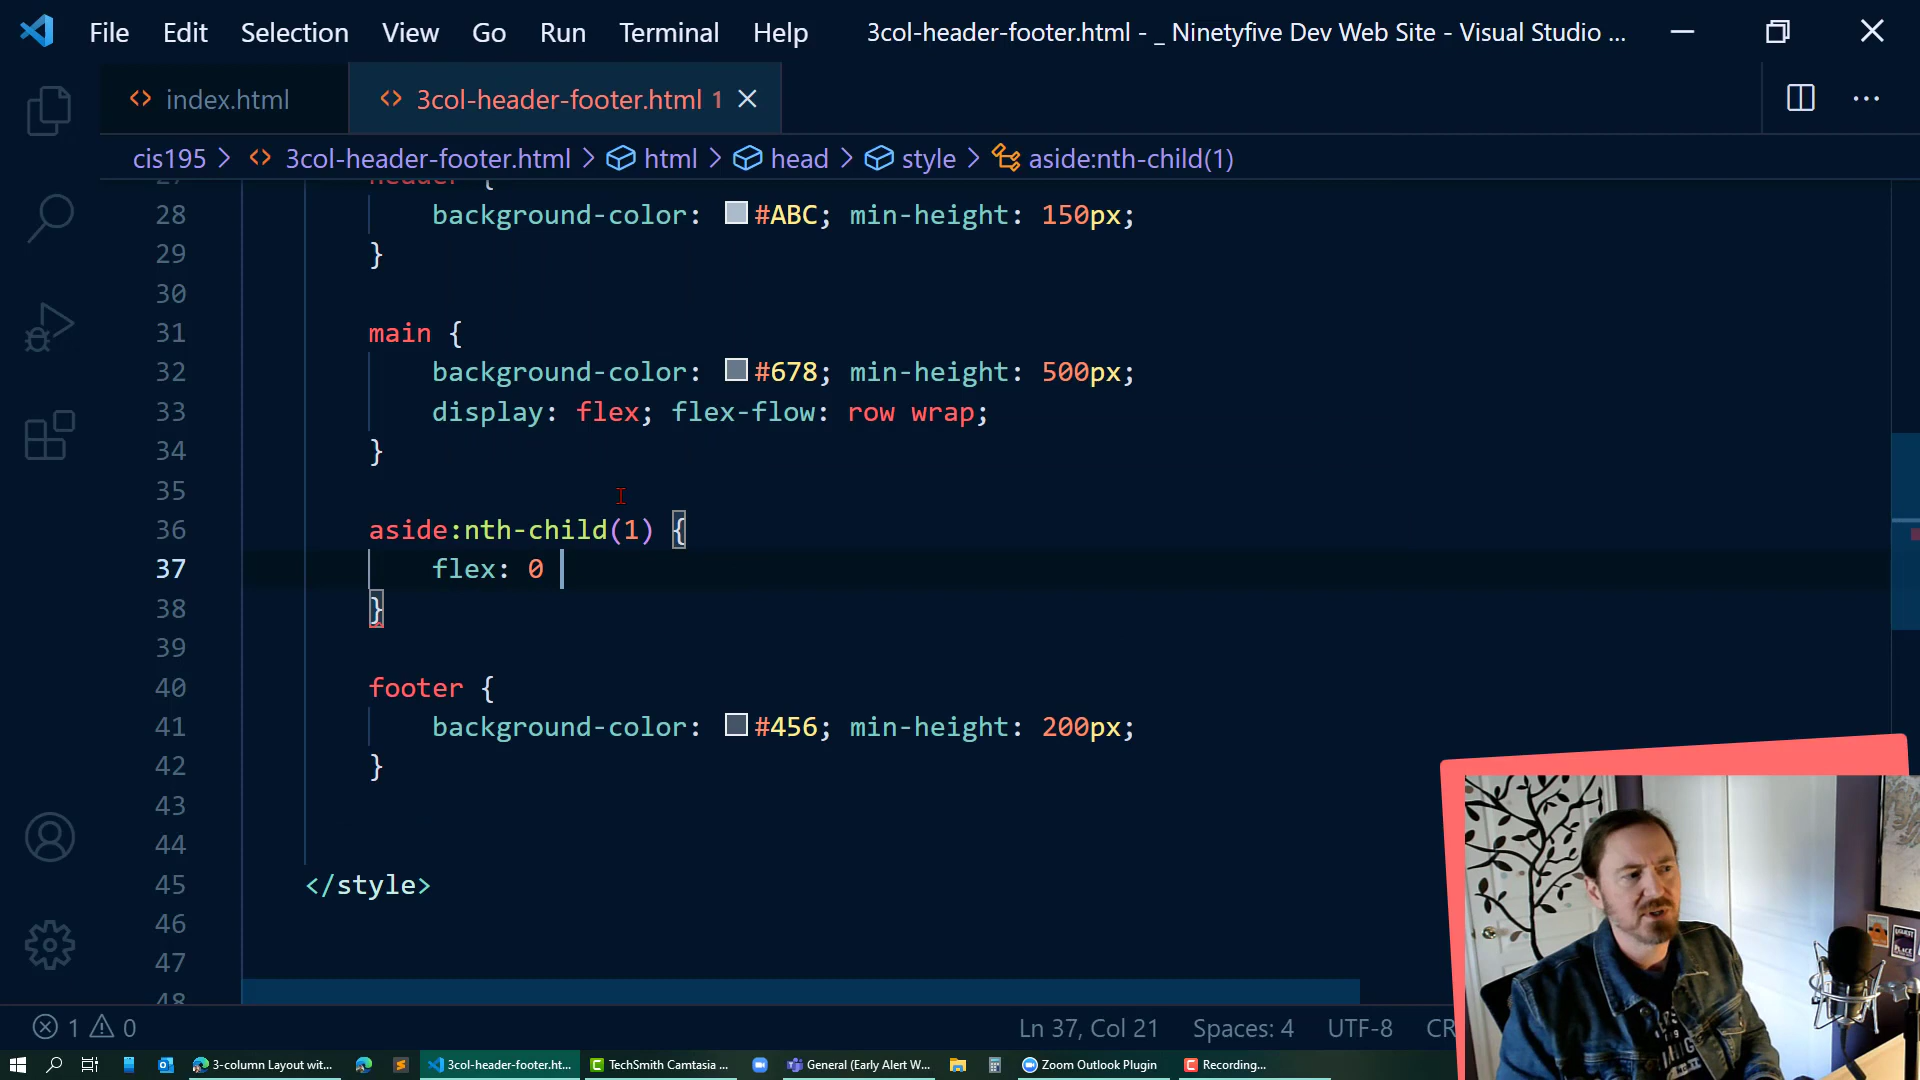 File Edit Selection View Go Run Terminal Help 3col-header-footer.html - _ Ninetyfive Dev Web Site - Visual Studio ...
index.html 3col-header-footer.html 1
cis195 > 3col-header-footer.html > html > head > style > aside:nth-child(1)
27 header {
28 background-color: #ABC; min-height: 150px;
29 }
30
31 main {
32 background-color: #678; min-height: 500px;
33 display: flex; flex-flow: row wrap;
34 }
35
36 aside:nth-child(1) {
37 flex: 0
38 }
39
40 footer {
41 background-color: #456; min-height: 200px;
42 }
43
44
45 </style>
46
47
48
1 0 Ln 37, Col 21 Spaces: 4 UTF-8 CR
3-column Layout wit... 3col-header-footer.ht... TechSmith Camtasia ... General (Early Alert W... Zoom Outlook Plugin Recording...